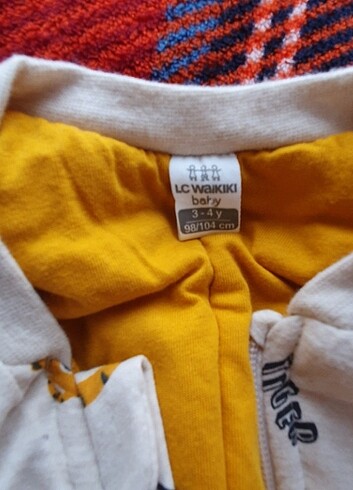 LC WAIKIKI
baby
3-4 y
98/104 cm
TIGER